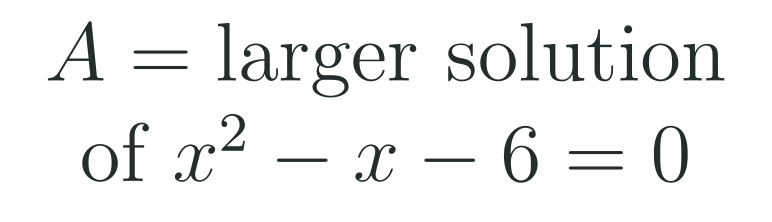 A = larger solution
of x² − x − 6 = 0